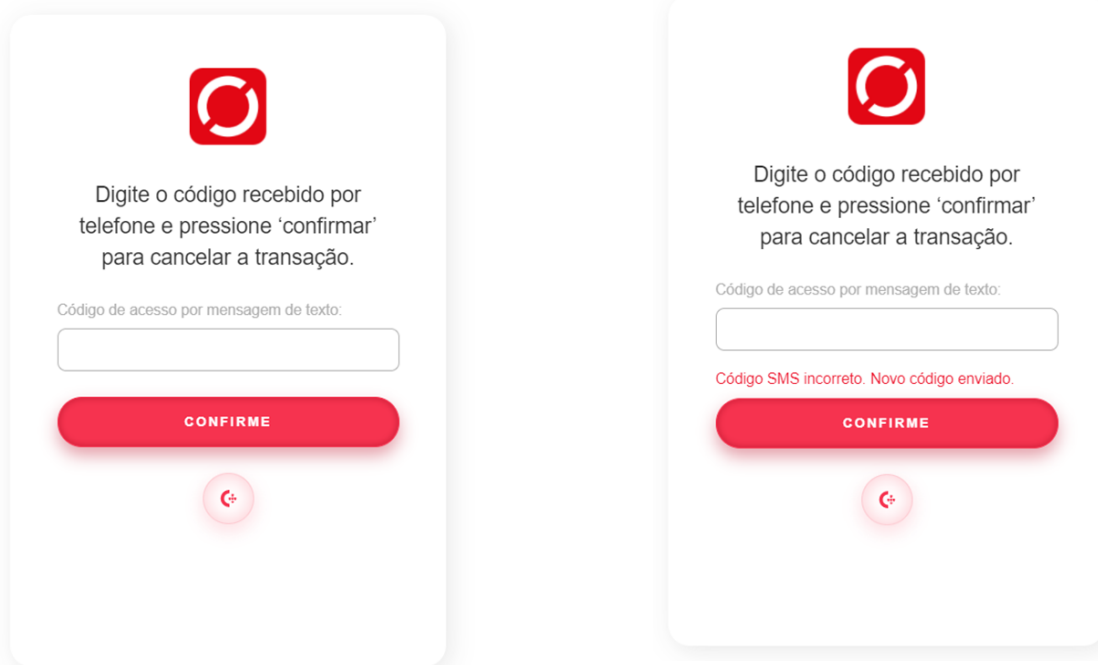 Digite o código recebido por
telefone e pressione ‘confirmar’
para cancelar a transação.
Código de acesso por mensagem de texto:
CONFIRME
Digite o código recebido por
telefone e pressione ‘confirmar’
para cancelar a transação.
Código de acesso por mensagem de texto:
Código SMS incorreto. Novo código enviado.
CONFIRME